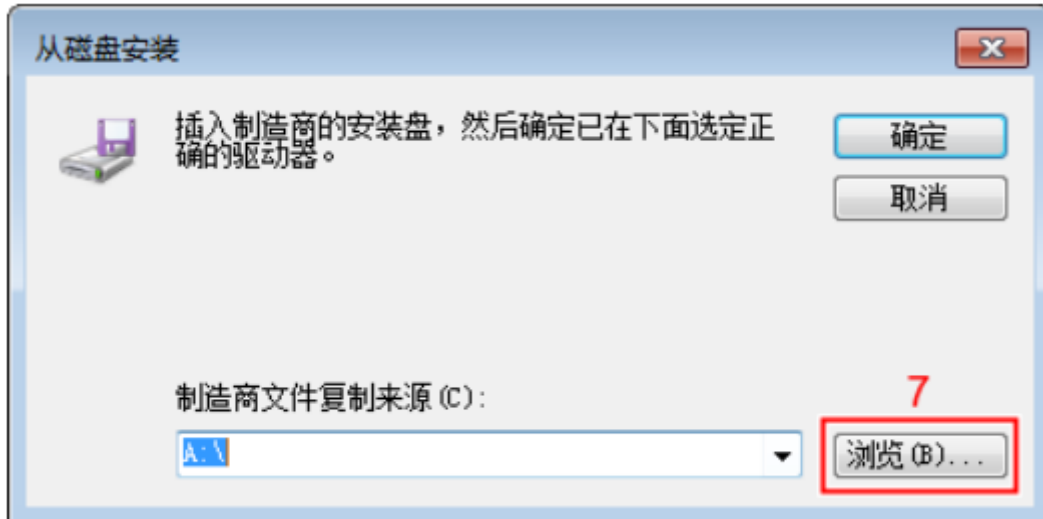 从磁盘安装
插入制造商的安装盘，然后确定已在下面选定正
确的驱动器。
确定
取消
制造商文件复制来源(C):
7
A:\
浏览(B)...